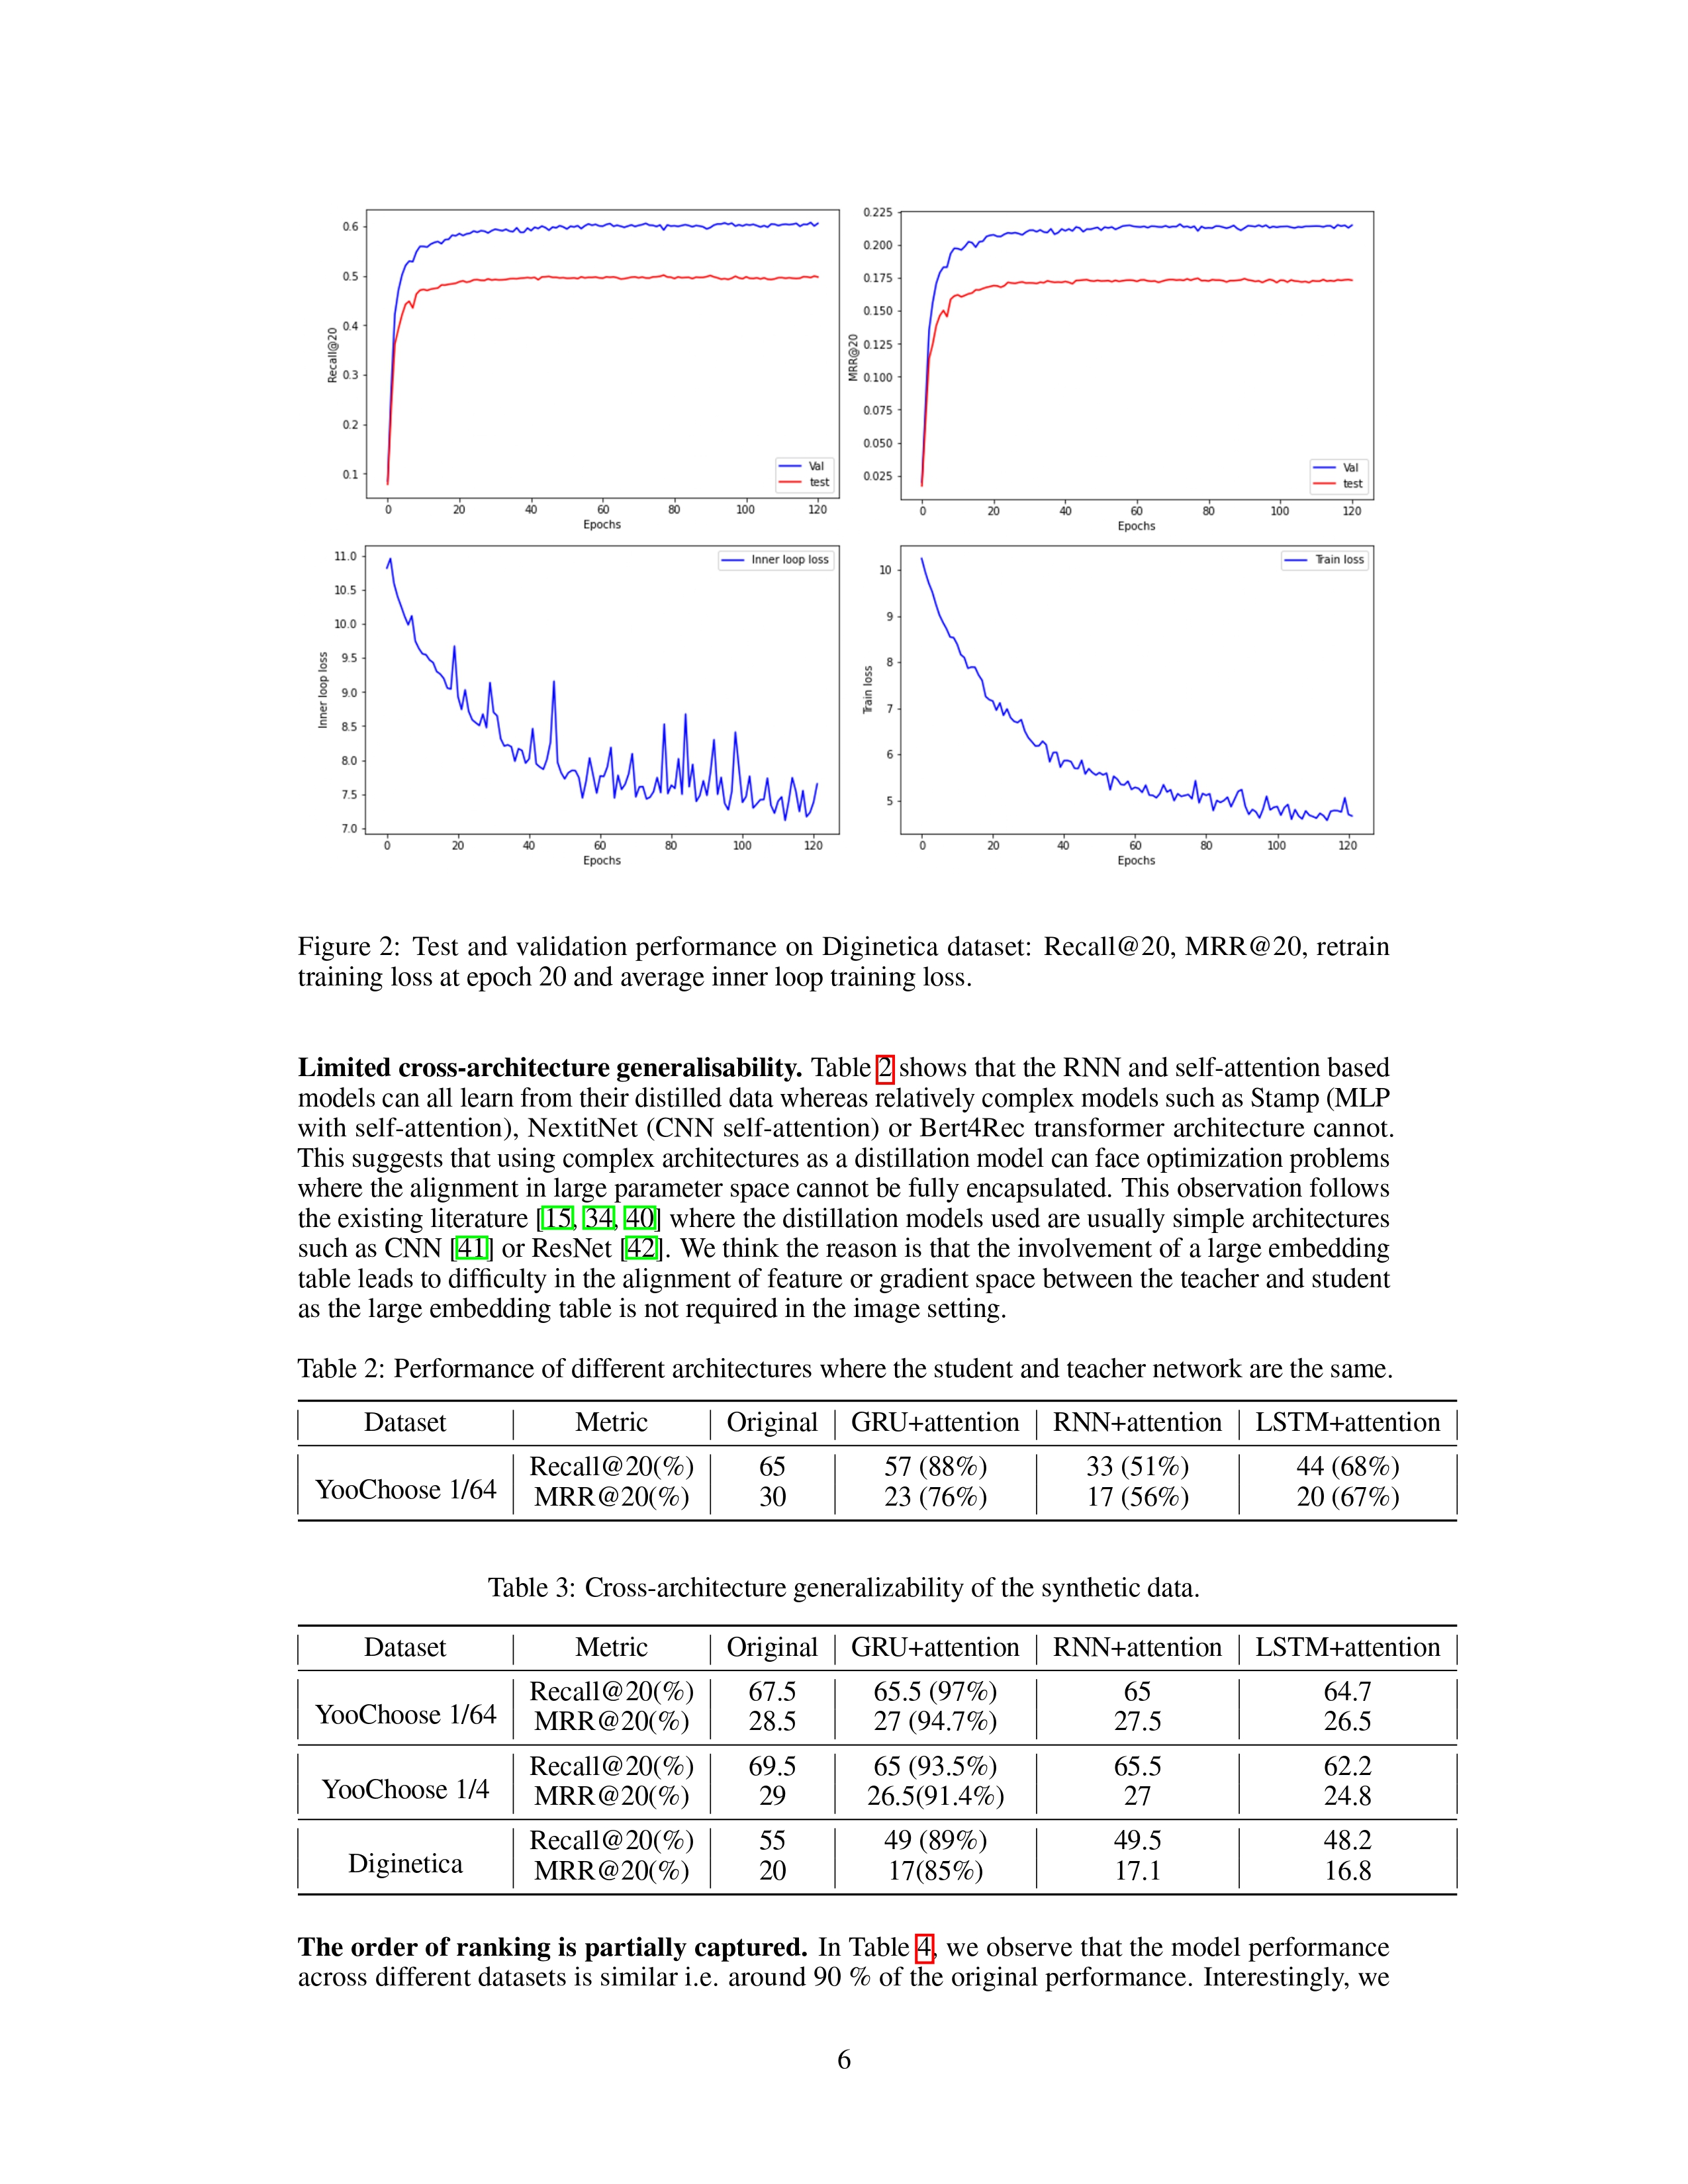 0.6
0.5
0.4
0.3
0.2
0.1
Recall@20
0 20 40 60 80 100 120
Epochs
Val
test
0.225
0.200
0.175
0.150
0.125
0.100
0.075
0.050
0.025
MRR@20
0 20 40 60 80 100 120
Epochs
Val
test
11.0
10.5
10.0
9.5
9.0
8.5
8.0
7.5
7.0
Inner loop loss
0 20 40 60 80 100 120
Epochs
Inner loop loss
10
9
8
7
6
5
Train loss
0 20 40 60 80 100 120
Epochs
Train loss
Figure 2: Test and validation performance on Diginetica dataset: Recall@20, MRR@20, retrain
training loss at epoch 20 and average inner loop training loss.
Limited cross-architecture generalisability. Table 2 shows that the RNN and self-attention based
models can all learn from their distilled data whereas relatively complex models such as Stamp (MLP
with self-attention), NextitNet (CNN self-attention) or Bert4Rec transformer architecture cannot.
This suggests that using complex architectures as a distillation model can face optimization problems
where the alignment in large parameter space cannot be fully encapsulated. This observation follows
the existing literature [15, 34, 40] where the distillation models used are usually simple architectures
such as CNN [41] or ResNet [42]. We think the reason is that the involvement of a large embedding
table leads to difficulty in the alignment of feature or gradient space between the teacher and student
as the large embedding table is not required in the image setting.
Table 2: Performance of different architectures where the student and teacher network are the same.
Dataset Metric Original GRU+attention RNN+attention LSTM+attention
YooChoose 1/64 Recall@20(%) 65 57 (88%) 33 (51%) 44 (68%)
MRR@20(%) 30 23 (76%) 17 (56%) 20 (67%)
Table 3: Cross-architecture generalizability of the synthetic data.
Dataset Metric Original GRU+attention RNN+attention LSTM+attention
YooChoose 1/64 Recall@20(%) 67.5 65.5 (97%) 65 64.7
MRR@20(%) 28.5 27 (94.7%) 27.5 26.5
YooChoose 1/4 Recall@20(%) 69.5 65 (93.5%) 65.5 62.2
MRR@20(%) 29 26.5(91.4%) 27 24.8
Diginetica Recall@20(%) 55 49 (89%) 49.5 48.2
MRR@20(%) 20 17(85%) 17.1 16.8
The order of ranking is partially captured. In Table 4, we observe that the model performance
across different datasets is similar i.e. around 90 % of the original performance. Interestingly, we
6